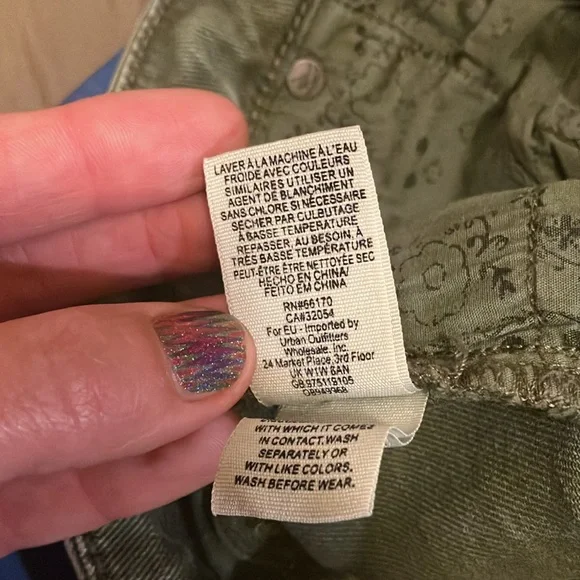 LAVER À LA MACHINE À L'EAU
FROIDE AVEC COULEURS
SIMILAIRES UTILISER UN
AGENT DE BLANCHIMENT
SANS CHLORE SI NÉCESSAIRE
SÉCHER PAR CULBUTAGE
À BASSE TEMPÉRATURE
REPASSER, AU BESOIN, À
TRÈS BASSE TEMPÉRATURE
PEUT-ÊTRE ÊTRE NETTOYÉE SEC
HECHO EN CHINA/
FEITO EM CHINA
RN#66170
CA#32054
For EU - Imported by
Urban Outfitters
Wholesale, Inc.
24 Market Place,3rd Floor
UK W1W 8AN
GB 975119105
OB949968
WITH WHICH IT COMES
IN CONTACT. WASH
SEPARATELY OR
WITH LIKE COLORS.
WASH BEFORE WEAR.